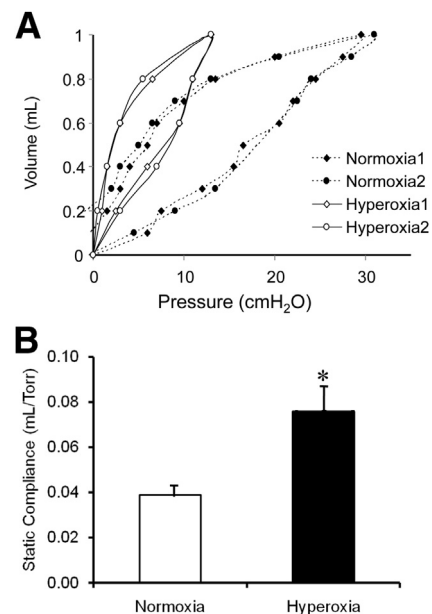 A
1
0.8
0.6
0.4
0.2
0
Volume (mL)
0 10 20 30
Pressure (cmH₂O)
Normoxia1
Normoxia2
Hyperoxia1
Hyperoxia2
B
0.10
0.08
0.06
0.04
0.02
0.00
Static Compliance (mL/Torr)
*
Normoxia Hyperoxia